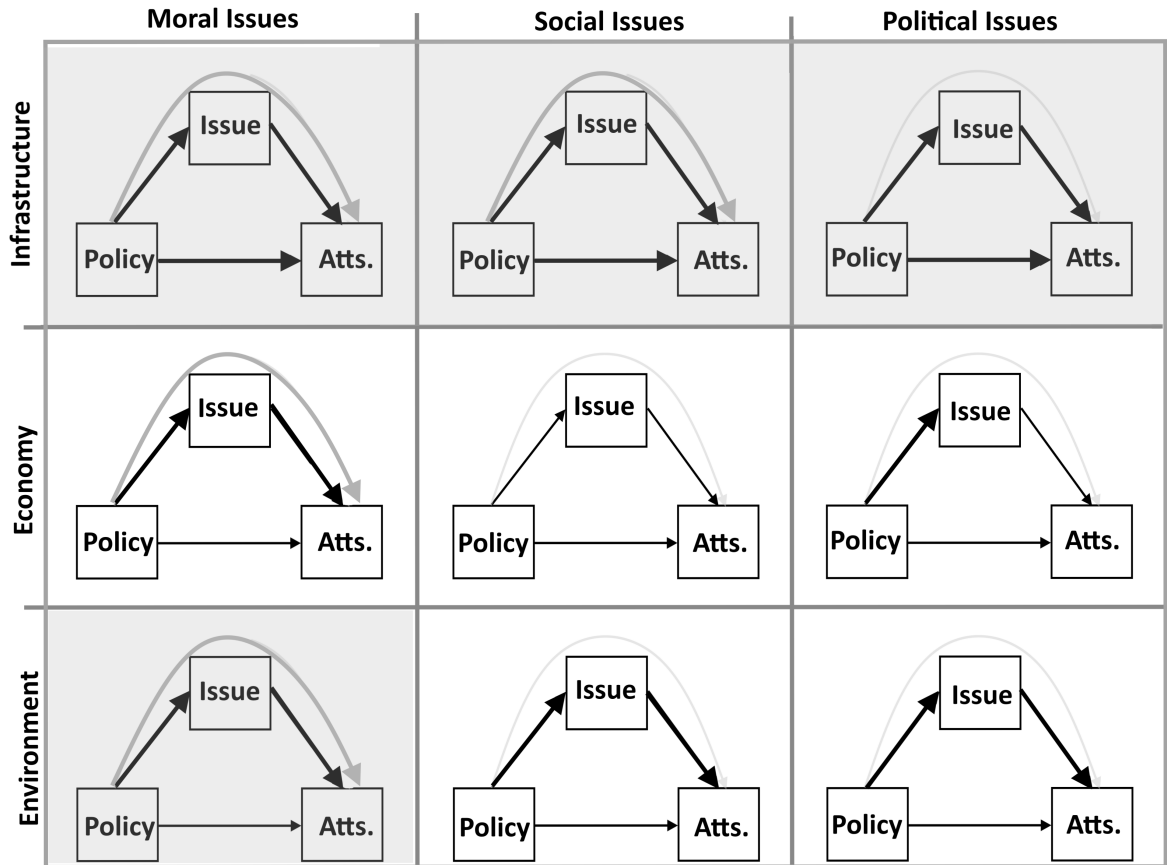 Moral Issues
Social Issues
Political Issues
Infrastructure
Issue
Policy
Atts.
Issue
Policy
Atts.
Issue
Policy
Atts.
Economy
Issue
Policy
Atts.
Issue
Policy
Atts.
Issue
Policy
Atts.
Environment
Issue
Policy
Atts.
Issue
Policy
Atts.
Issue
Policy
Atts.